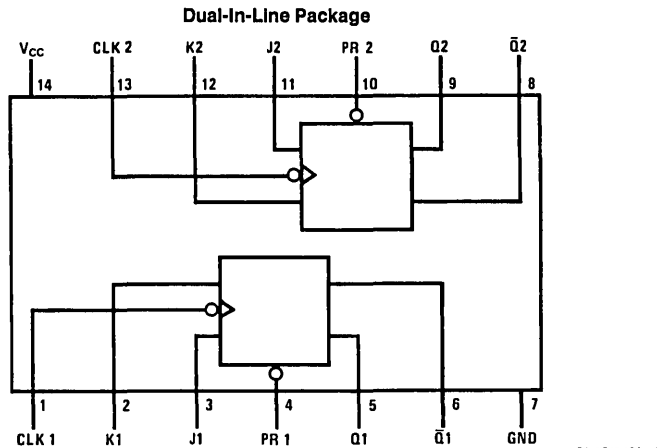 Dual-In-Line Package
V_CC CLK 2 K2 J2 PR 2 Q2 Q̅2
14 13 12 11 10 9 8
1 2 3 4 5 6 7
CLK 1 K1 J1 PR 1 Q1 Q̅1 GND